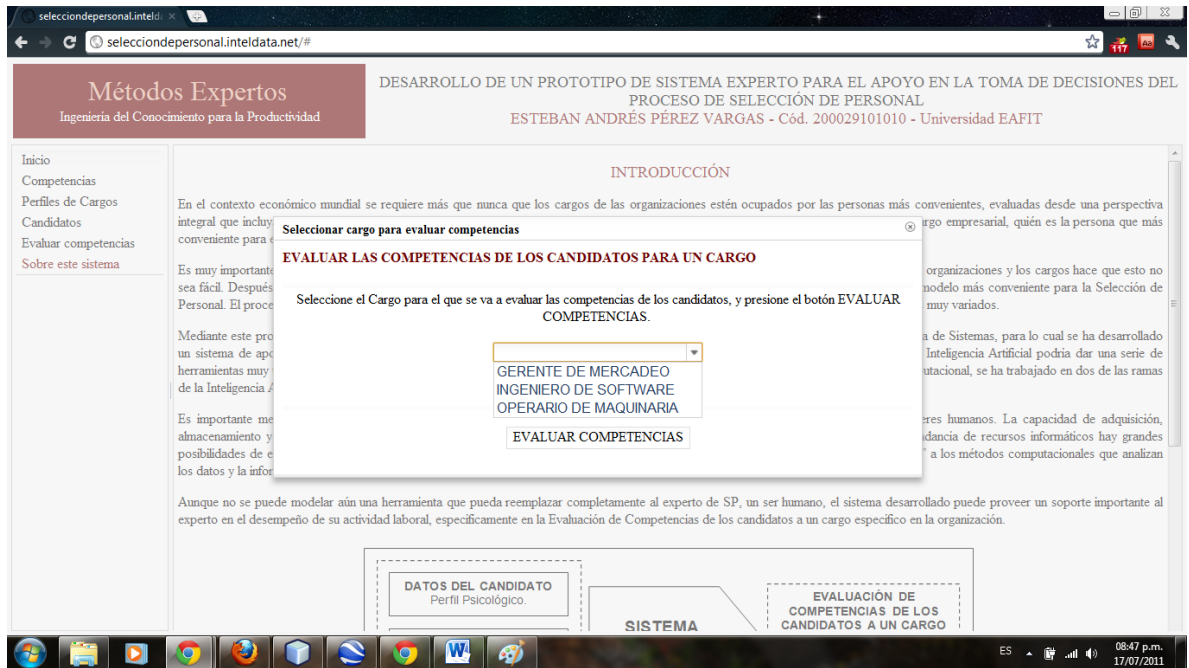 selecciondepersonal.inteld
selecciondepersonal.inteldata.net/#
117
Aa
Métodos Expertos
Ingeniería del Conocimiento para la Productividad
DESARROLLO DE UN PROTOTIPO DE SISTEMA EXPERTO PARA EL APOYO EN LA TOMA DE DECISIONES DEL
PROCESO DE SELECCIÓN DE PERSONAL
ESTEBAN ANDRÉS PÉREZ VARGAS - Cód. 200029101010 - Universidad EAFIT
Inicio
Competencias
Perfiles de Cargos
Candidatos
Evaluar competencias
Sobre este sistema
INTRODUCCIÓN
En el contexto económico mundial se requiere más que nunca que los cargos de las organizaciones estén ocupados por las personas más convenientes, evaluadas desde una perspectiva
integral que incluy rgo empresarial, quién es la persona que más
conveniente para e
Es muy importante organizaciones y los cargos hace que esto no
sea fácil. Después modelo más conveniente para la Selección de
Personal. El proce muy variados.
Mediante este pro a de Sistemas, para lo cual se ha desarrollado
un sistema de apo Inteligencia Artificial podria dar una serie de
herramientas muy utacional, se ha trabajado en dos de las ramas
de la Inteligencia A
Es importante me eres humanos. La capacidad de adquisición,
almacenamiento y dancia de recursos informáticos hay grandes
posibilidades de e " a los métodos computacionales que analizan
los datos y la infor
Aunque no se puede modelar aún una herramienta que pueda reemplazar completamente al experto de SP, un ser humano, el sistema desarrollado puede proveer un soporte importante al
experto en el desempeño de su actividad laboral, especificamente en la Evaluación de Competencias de los candidatos a un cargo especifico en la organización.
Seleccionar cargo para evaluar competencias
EVALUAR LAS COMPETENCIAS DE LOS CANDIDATOS PARA UN CARGO
Seleccione el Cargo para el que se va a evaluar las competencias de los candidatos, y presione el botón EVALUAR
COMPETENCIAS.
GERENTE DE MERCADEO
INGENIERO DE SOFTWARE
OPERARIO DE MAQUINARIA
EVALUAR COMPETENCIAS
DATOS DEL CANDIDATO
Perfil Psicológico.
SISTEMA
EVALUACIÓN DE
COMPETENCIAS DE LOS
CANDIDATOS A UN CARGO
ES
08:47 p.m.
17/07/2011